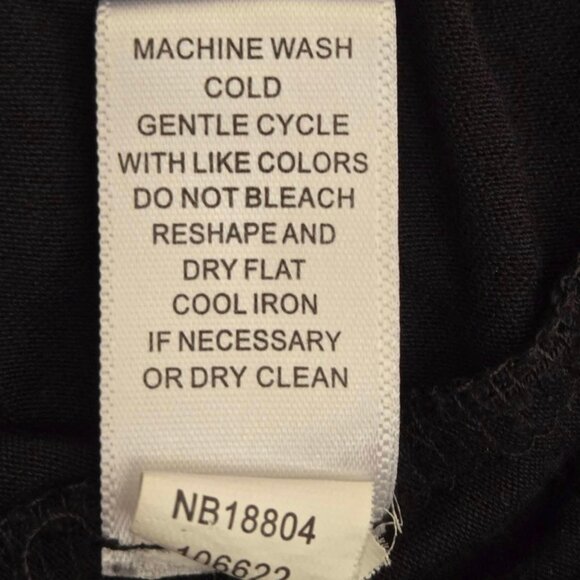 MACHINE WASH
COLD
GENTLE CYCLE
WITH LIKE COLORS
DO NOT BLEACH
RESHAPE AND
DRY FLAT
COOL IRON
IF NECESSARY
OR DRY CLEAN
NB18804